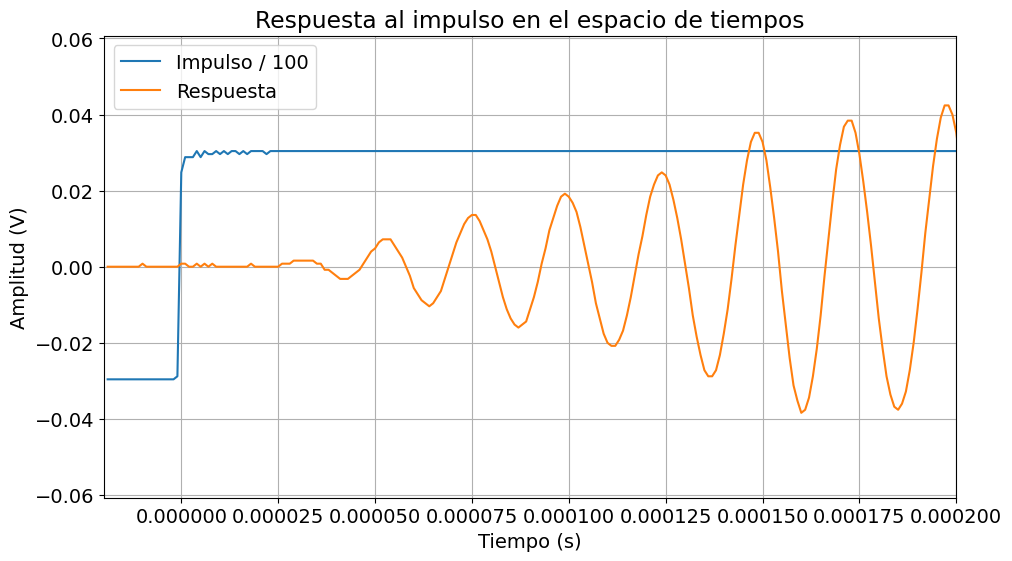 Respuesta al impulso en el espacio de tiempos
Impulso / 100
Respuesta
Amplitud (V)
0.06
0.04
0.02
0.00
−0.02
−0.04
−0.06
0.000000 0.000025 0.000050 0.000075 0.000100 0.000125 0.000150 0.000175 0.000200
Tiempo (s)